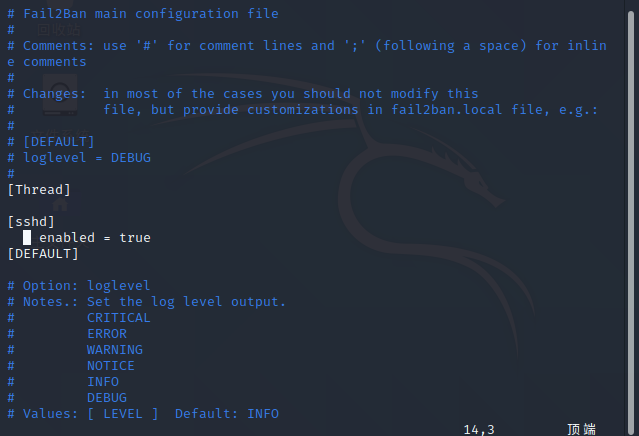 # Fail2Ban main configuration file
#
# Comments: use '#' for comment lines and ';' (following a space) for inlin
e comments
#
# Changes:  in most of the cases you should not modify this
#           file, but provide customizations in fail2ban.local file, e.g.:
#
# [DEFAULT]
# loglevel = DEBUG
#
[Thread]

[sshd]
    enabled = true
[DEFAULT]

# Option: loglevel
# Notes.: Set the log level output.
#         CRITICAL
#         ERROR
#         WARNING
#         NOTICE
#         INFO
#         DEBUG
# Values: [ LEVEL ]  Default: INFO
14,3 顶端